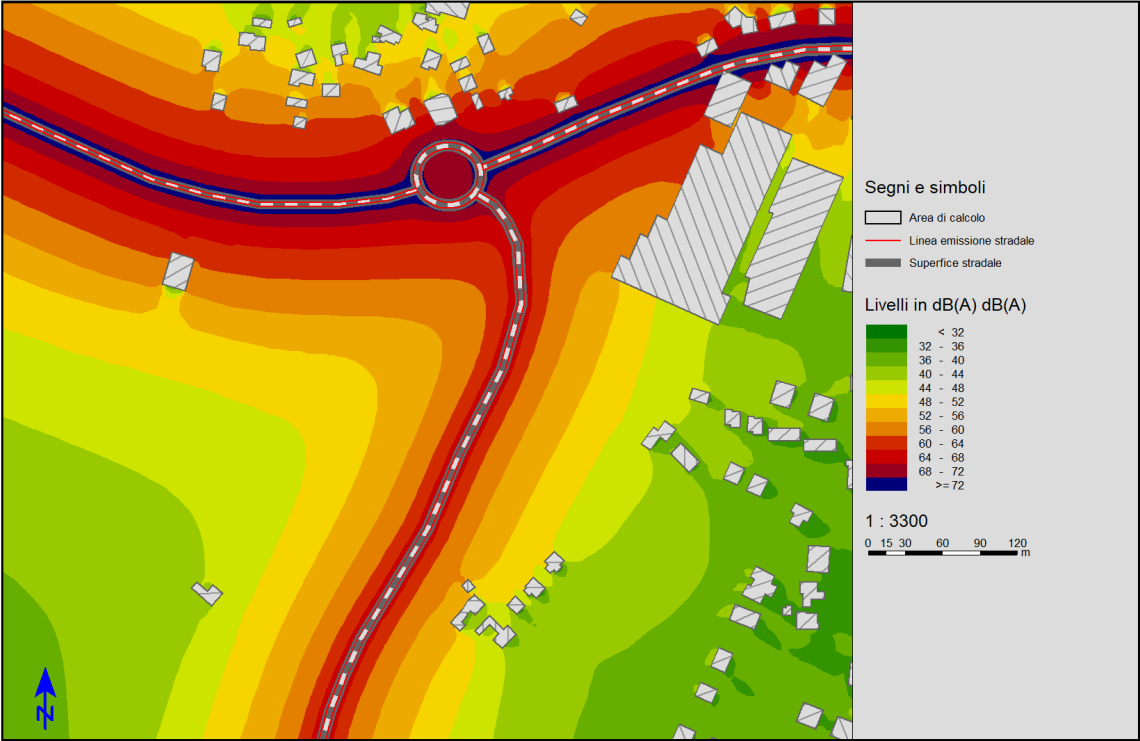 Segni e simboli
Area di calcolo
Linea emissione stradale
Superfice stradale
Livelli in dB(A) dB(A)
< 32
32 - 36
36 - 40
40 - 44
44 - 48
48 - 52
52 - 56
56 - 60
60 - 64
64 - 68
68 - 72
>= 72
1 : 3300
0 15 30 60 90 120
m
N